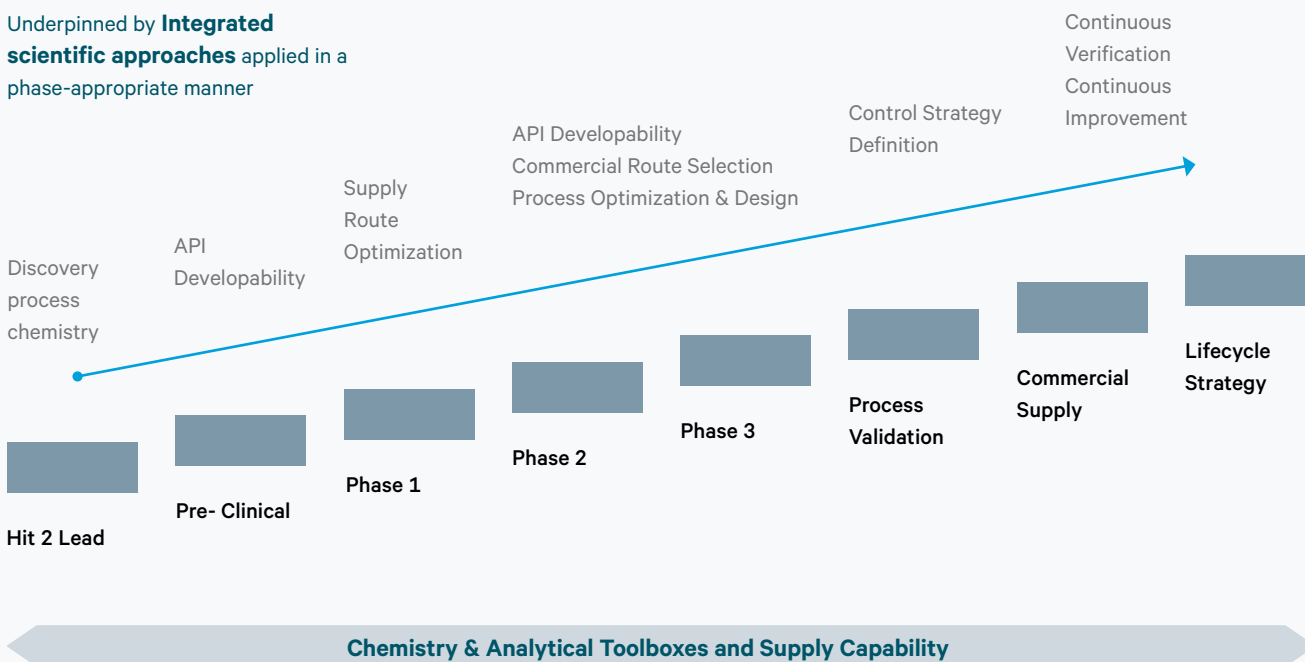 Underpinned by Integrated
scientific approaches applied in a
phase-appropriate manner
Discovery
process
chemistry
API
Developability
Supply
Route
Optimization
API Developability
Commercial Route Selection
Process Optimization & Design
Control Strategy
Definition
Continuous
Verification
Continuous
Improvement
Hit 2 Lead
Pre- Clinical
Phase 1
Phase 2
Phase 3
Process
Validation
Commercial
Supply
Lifecycle
Strategy
Chemistry & Analytical Toolboxes and Supply Capability